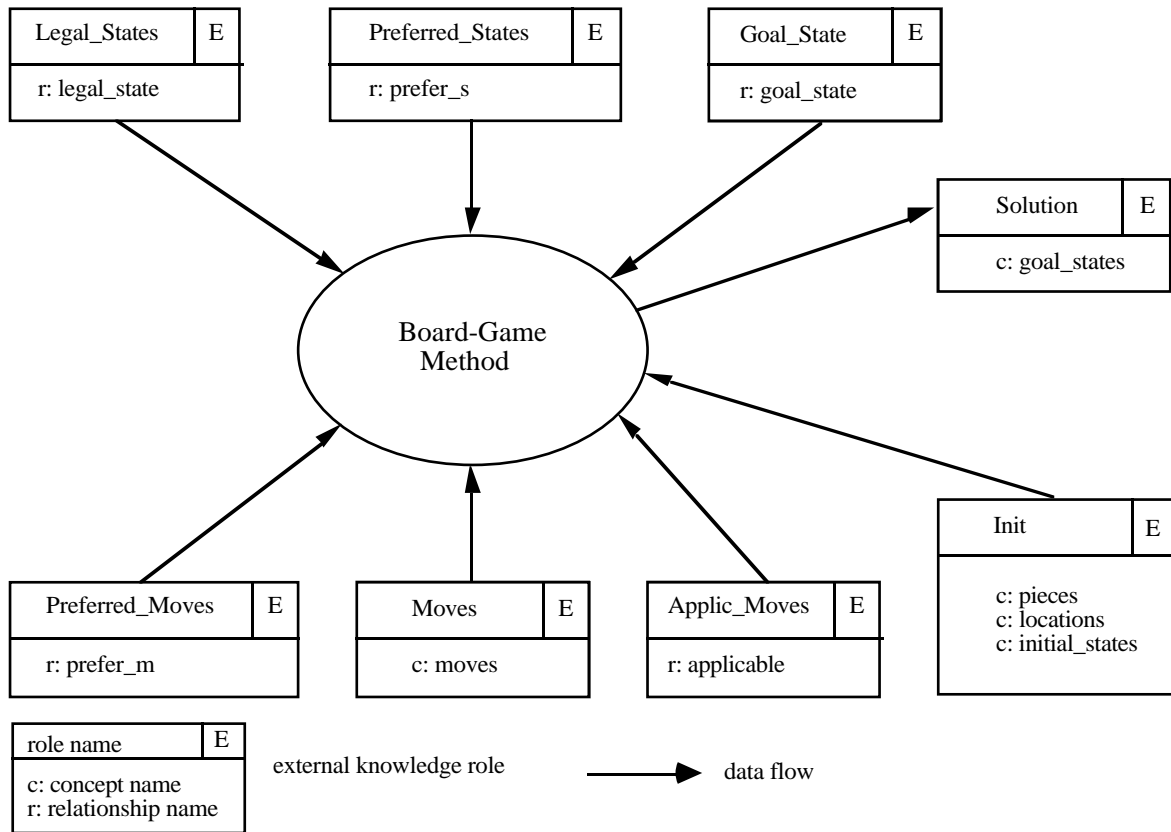 Legal_States E
r: legal_state
Preferred_States E
r: prefer_s
Goal_State E
r: goal_state
Solution E
c: goal_states
Board-Game
Method
Init E
c: pieces
c: locations
c: initial_states
Preferred_Moves E
r: prefer_m
Moves E
c: moves
Applic_Moves E
r: applicable
role name E
c: concept name
r: relationship name
external knowledge role
data flow